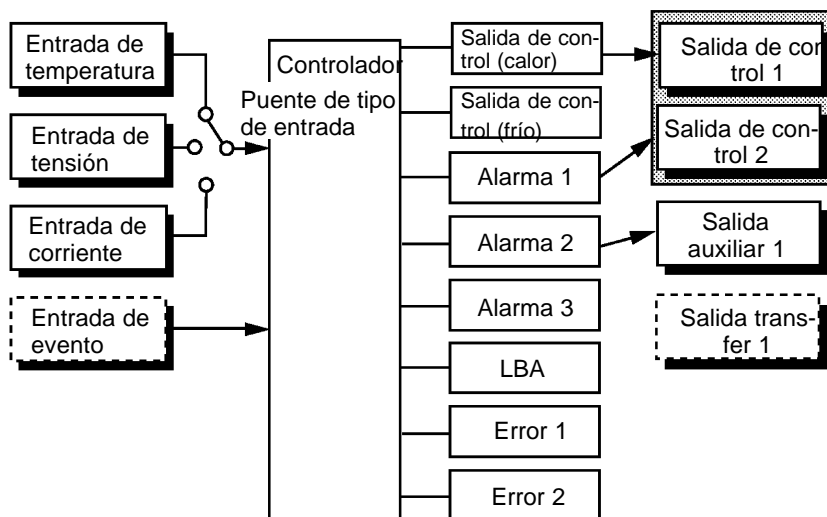 Entrada de
temperatura
Entrada de
tensión
Entrada de
corriente
Entrada de
evento
Controlador
Puente de tipo
de entrada
Salida de con-
trol (calor)
Salida de con-
trol (frío)
Alarma 1
Alarma 2
Alarma 3
LBA
Error 1
Error 2
Salida de con
trol 1
Salida de con-
trol 2
Salida
auxiliar 1
Salida trans-
fer 1